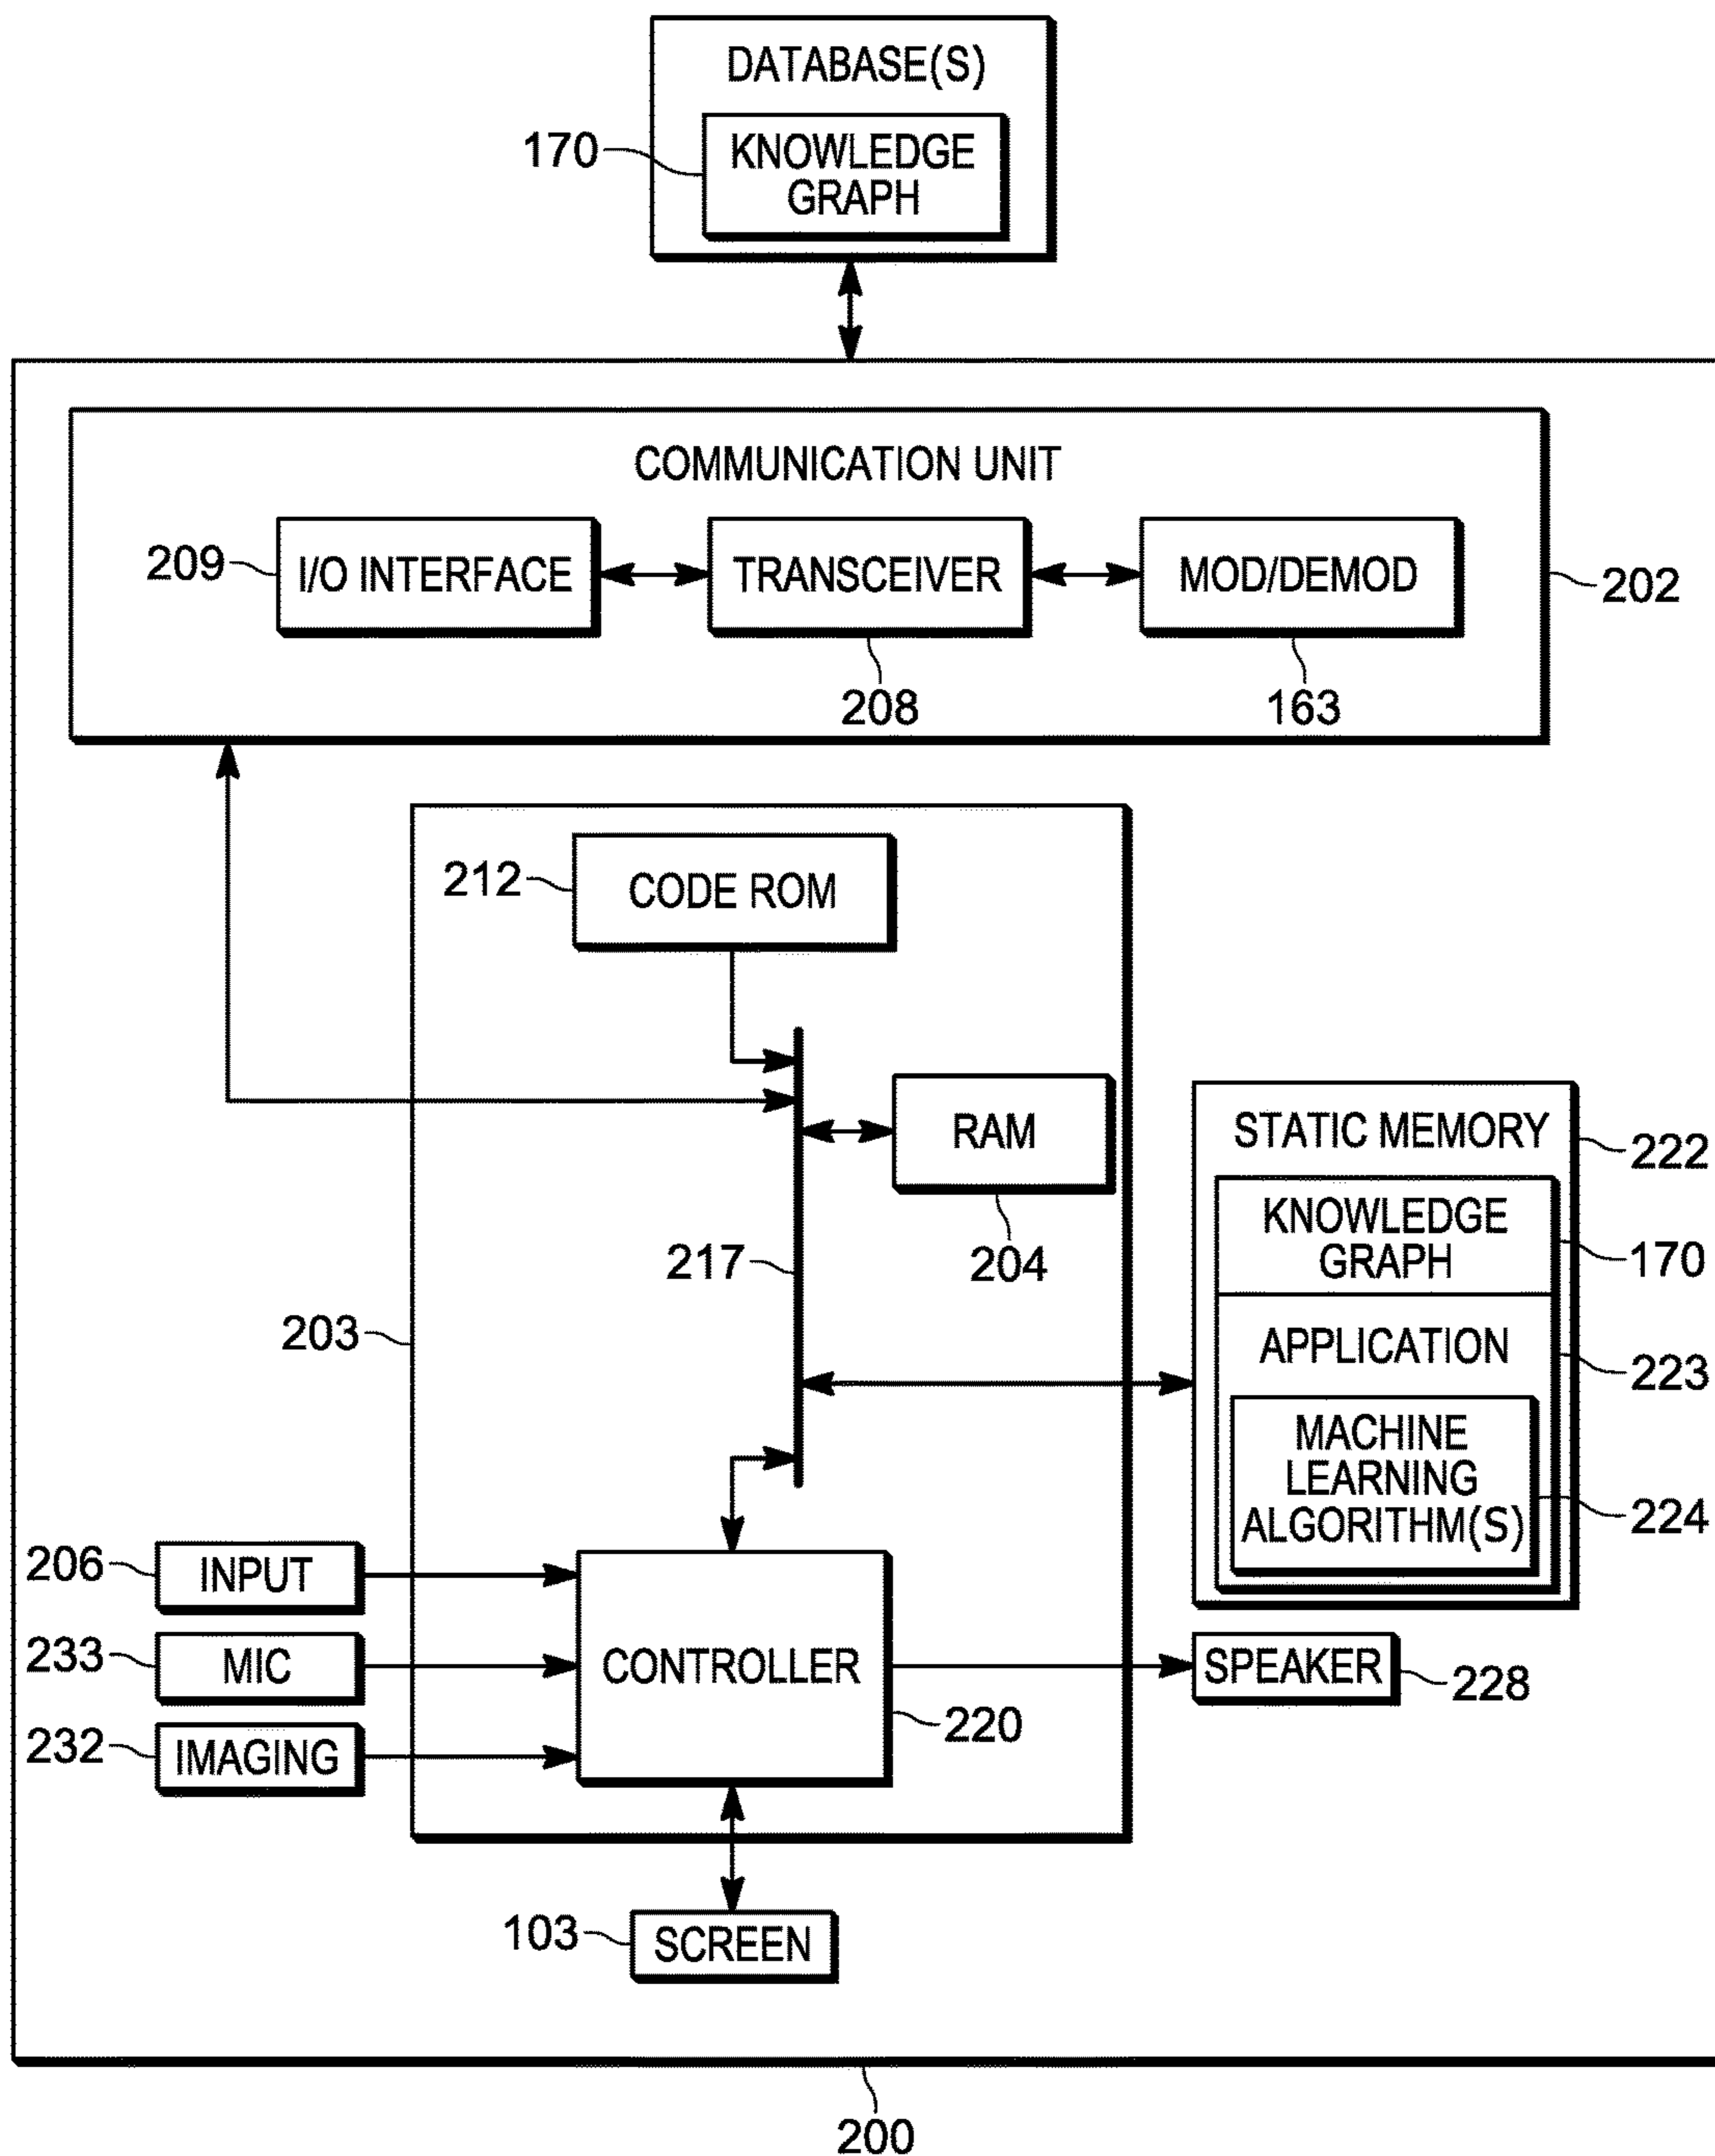 DATABASE(S)
170
KNOWLEDGE
GRAPH
COMMUNICATION UNIT
209
I/O INTERFACE
TRANSCEIVER
MOD/DEMOD
202
208
163
212
CODE ROM
RAM
204
217
203
STATIC MEMORY
222
KNOWLEDGE
GRAPH
170
APPLICATION
223
MACHINE
LEARNING
ALGORITHM(S)
224
206
INPUT
233
MIC
232
IMAGING
CONTROLLER
220
SPEAKER
228
103
SCREEN
200